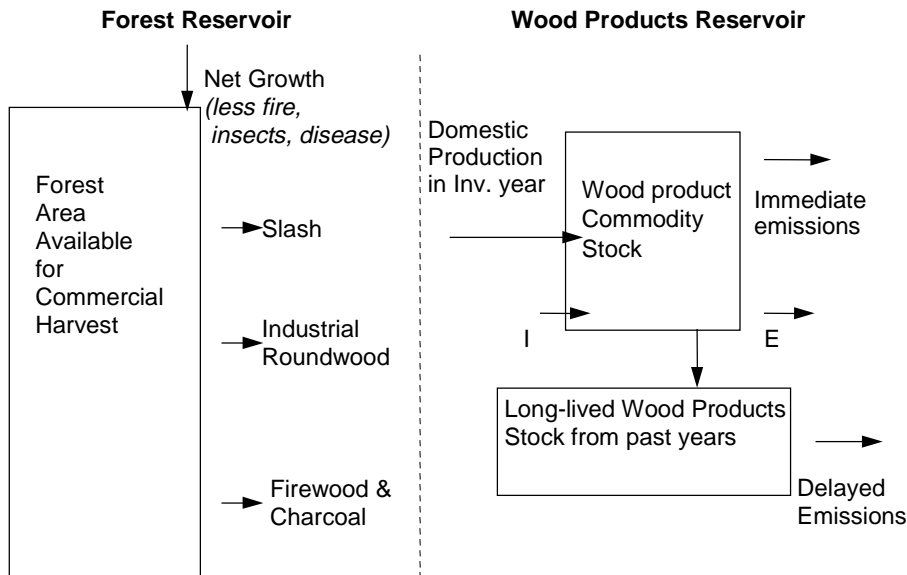 Forest Reservoir
Net Growth
(less fire,
insects, disease)
Forest
Area
Available
for
Commercial
Harvest
Slash
Industrial
Roundwood
Firewood &
Charcoal
Wood Products Reservoir
Domestic
Production
in Inv. year
Wood product
Commodity
Stock
Immediate
emissions
I
E
Long-lived Wood Products
Stock from past years
Delayed
Emissions